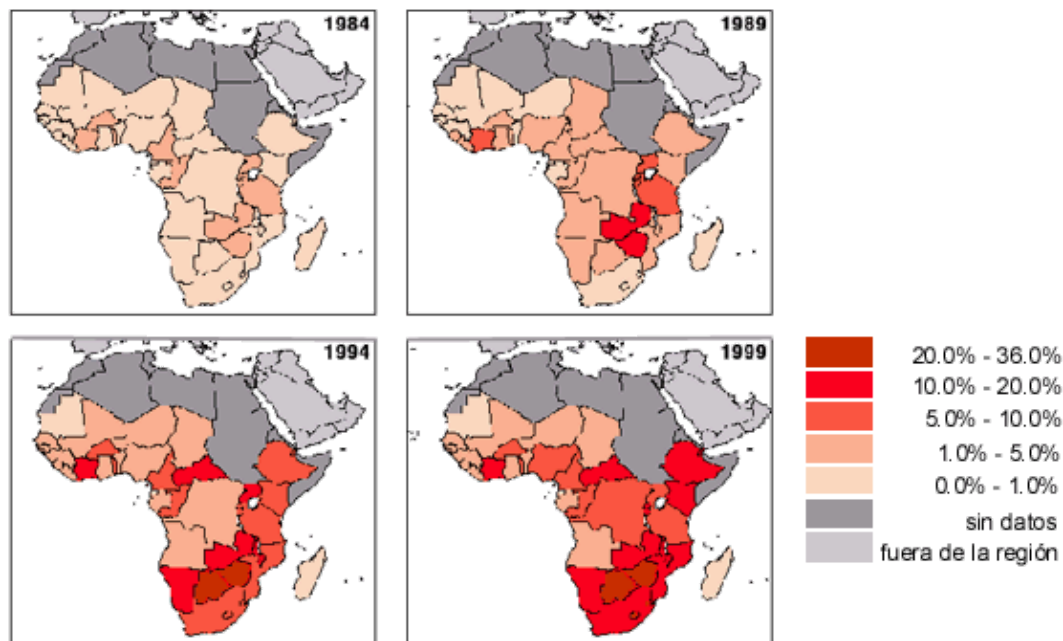 1984
1989
1994
1999
20.0% - 36.0%
10.0% - 20.0%
5.0% - 10.0%
1.0% - 5.0%
0.0% - 1.0%
sin datos
fuera de la región